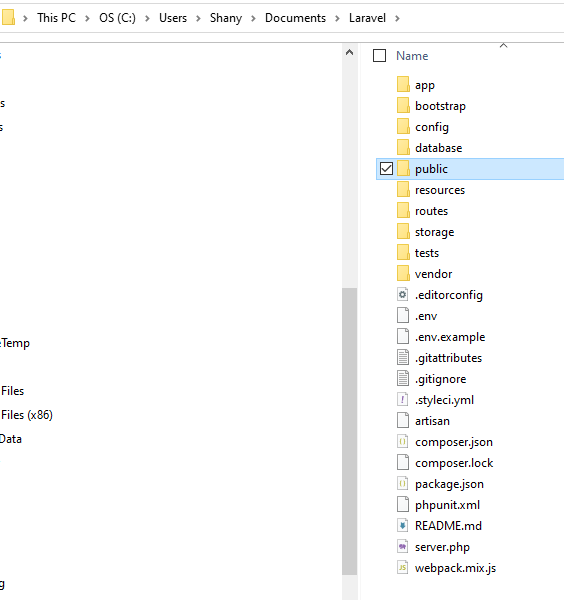 This PC > OS (C:) > Users > Shany > Documents > Laravel >
Name
app
bootstrap
config
database
public
resources
routes
storage
tests
vendor
.editorconfig
.env
.env.example
.gitattributes
.gitignore
.styleci.yml
artisan
composer.json
composer.lock
package.json
phpunit.xml
README.md
server.php
webpack.mix.js
s
s
Temp
Files
Files (x86)
Data
g